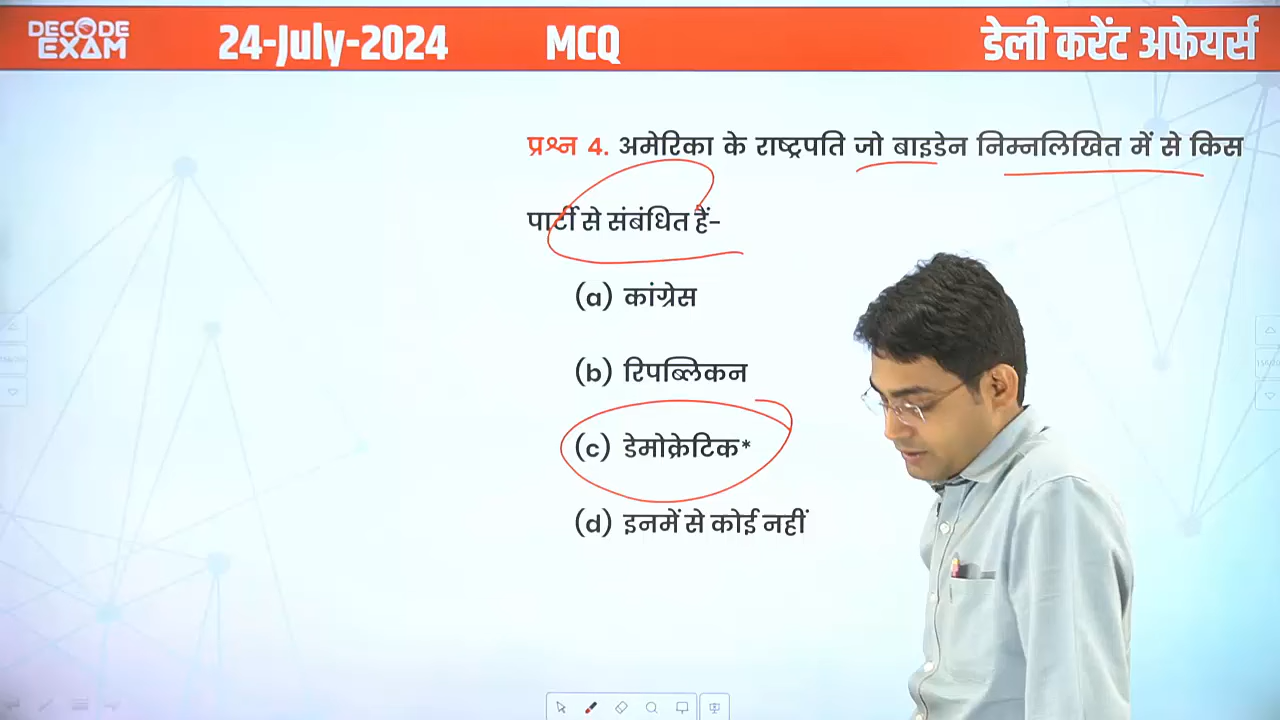 DECODE
EXAM
24-July-2024
MCQ
डेली करेंट अफेयर्स
प्रश्न 4. अमेरिका के राष्ट्रपति जो बाइडेन निम्नलिखित में से किस
पार्टी से संबंधित हैं-
(a) कांग्रेस
(b) रिपब्लिकन
(c) डेमोक्रेटिक*
(d) इनमें से कोई नहीं